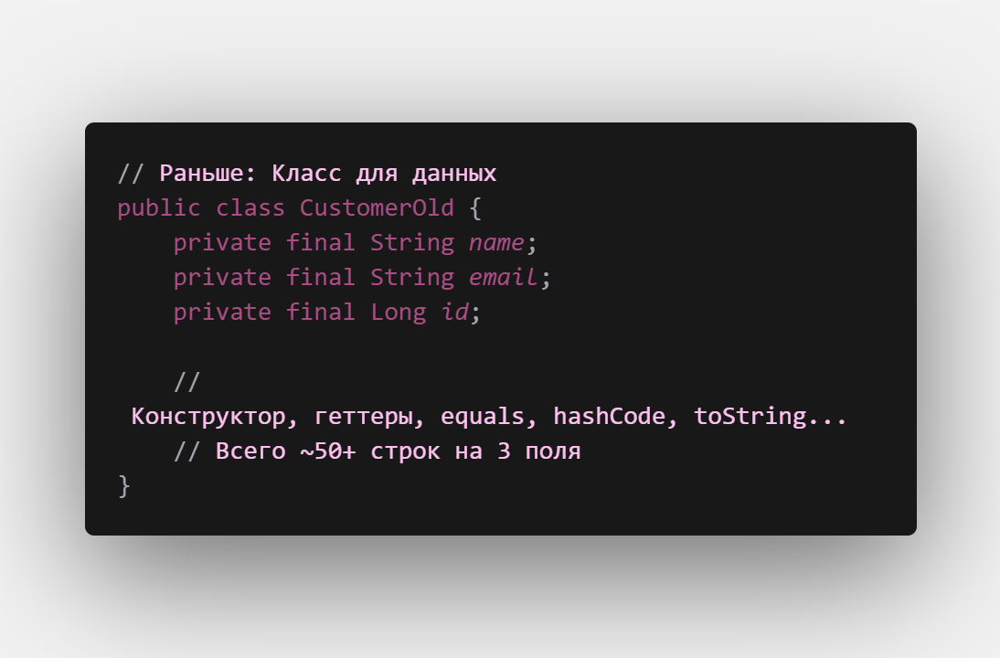 // Раньше: Класс для данных
public class CustomerOld {
    private final String name;
    private final String email;
    private final Long id;

    //
 Конструктор, геттеры, equals, hashCode, toString...
    // Всего ~50+ строк на 3 поля
}